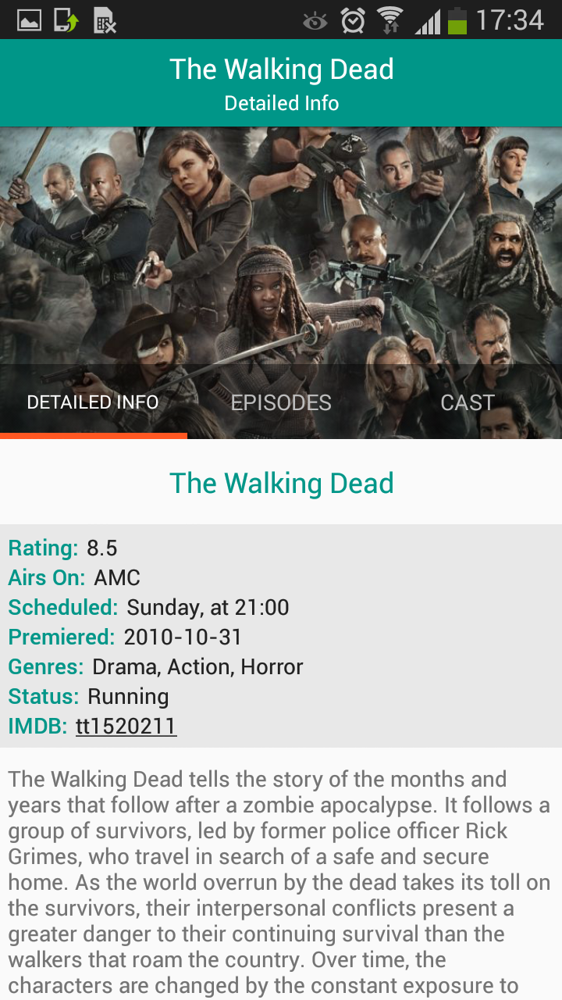 17:34
The Walking Dead
Detailed Info
DETAILED INFO
EPISODES
CAST
The Walking Dead
Rating: 8.5
Airs On: AMC
Scheduled: Sunday, at 21:00
Premiered: 2010-10-31
Genres: Drama, Action, Horror
Status: Running
IMDB: tt1520211
The Walking Dead tells the story of the months and
years that follow after a zombie apocalypse. It follows a
group of survivors, led by former police officer Rick
Grimes, who travel in search of a safe and secure
home. As the world overrun by the dead takes its toll on
the survivors, their interpersonal conflicts present a
greater danger to their continuing survival than the
walkers that roam the country. Over time, the
characters are changed by the constant exposure to